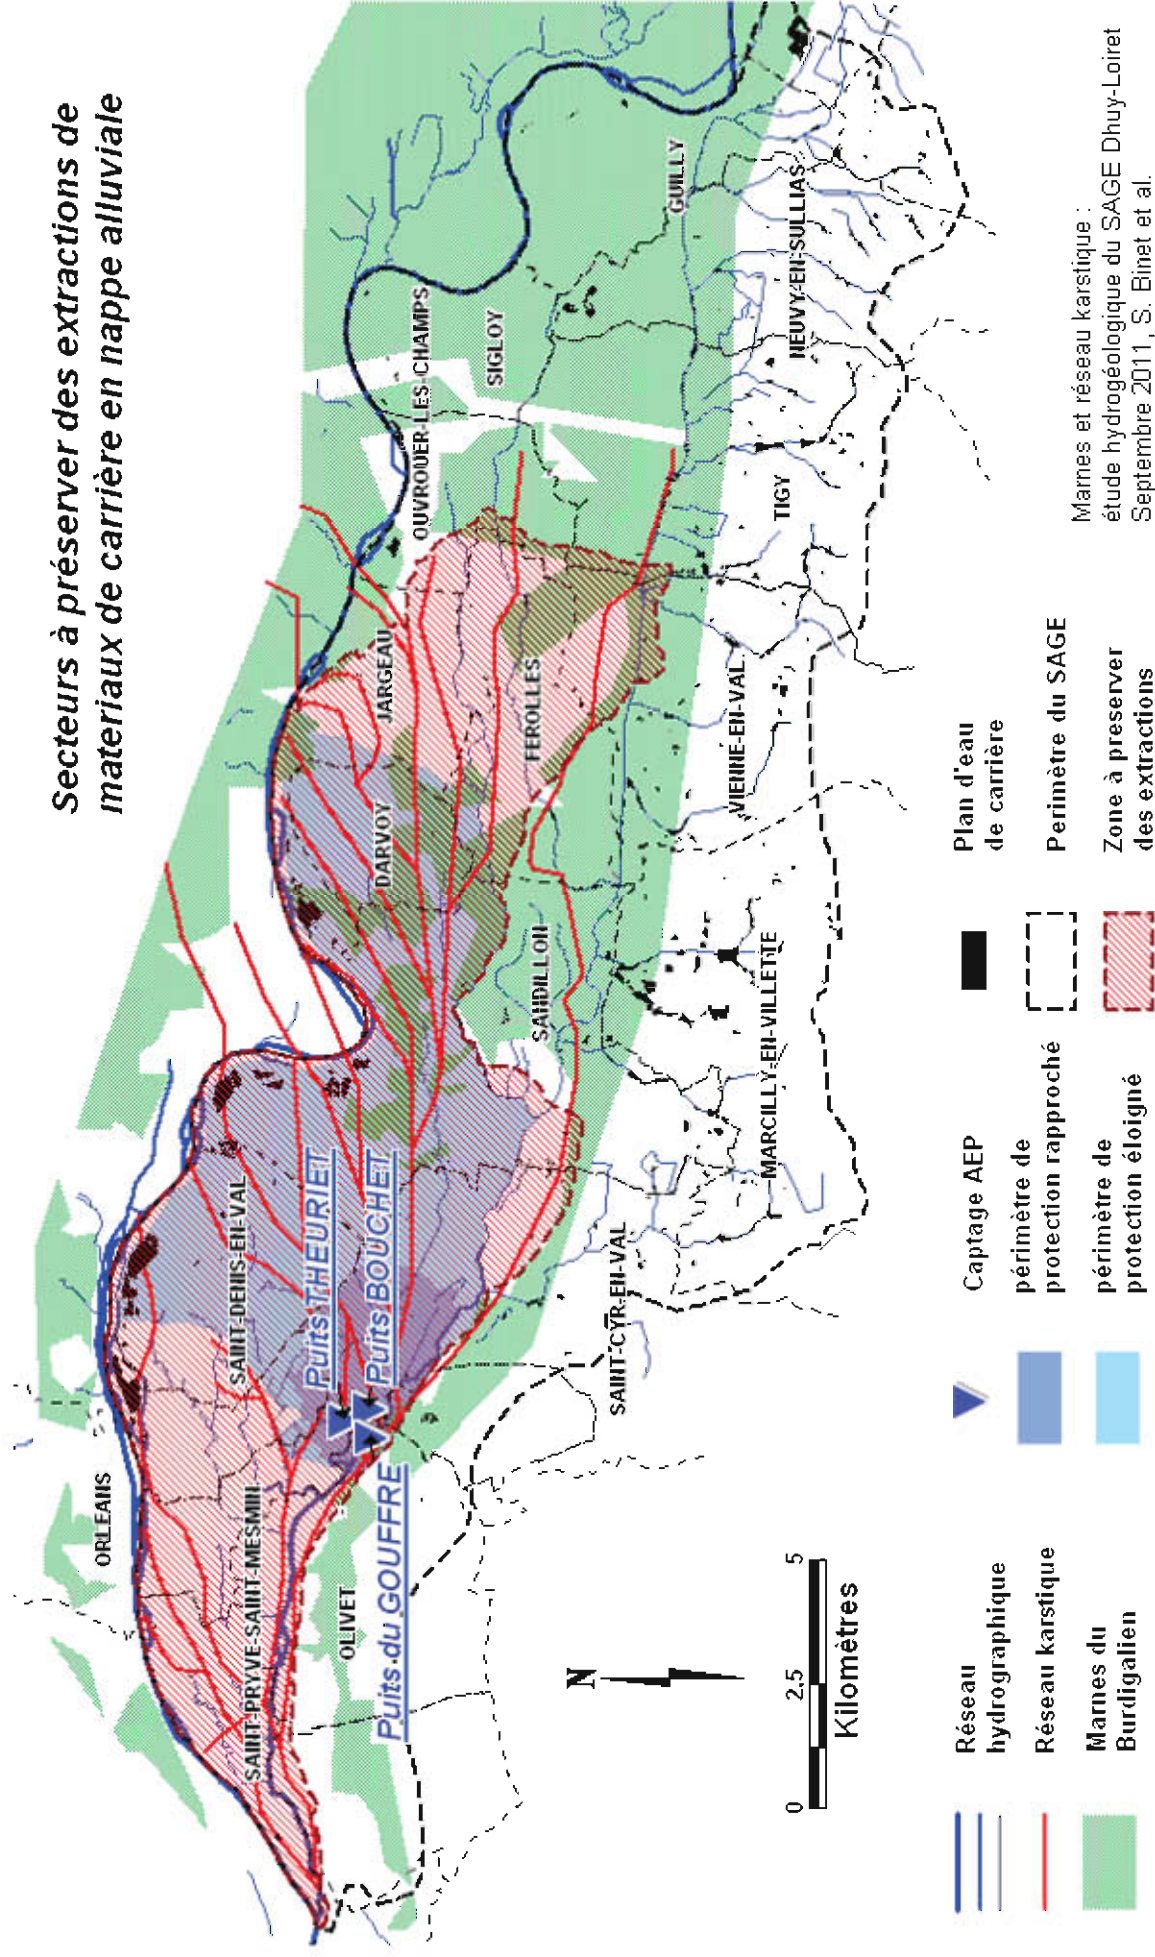 Secteurs à préserver des extractions de
materiaux de carrière en nappe alluviale
ORLEANS
SAINT-PRYVE-SAINT-MESMIN
OLIVET
SAINT-DENIS-EN-VAL
Puits THEURIET
Puits BOUCHET
Puits du GOUFFRE
DARVOY
JARGEAU
FEROLLES
SANDILLON
OUVROUER-LES-CHAMPS
SIGLOY
GUILLY
NEUVY-EN-SULLIAS
TIGY
VIENNE-EN-VAL
MARCILLY-EN-VILLETTE
SAINT-CYR-EN-VAL
N
0 2.5 5
Kilomètres
Réseau
hydrographique
Réseau karstique
Marnes du
Burdigalien
Captage AEP
périmètre de
protection rapproché
périmètre de
protection éloigné
Plan d'eau
de carrière
Perimètre du SAGE
Zone à preserver
des extractions
Marnes et réseau karstique :
étude hydrogéologique du SAGE Dhuy-Loiret
Septembre 2011, S. Binet et al.